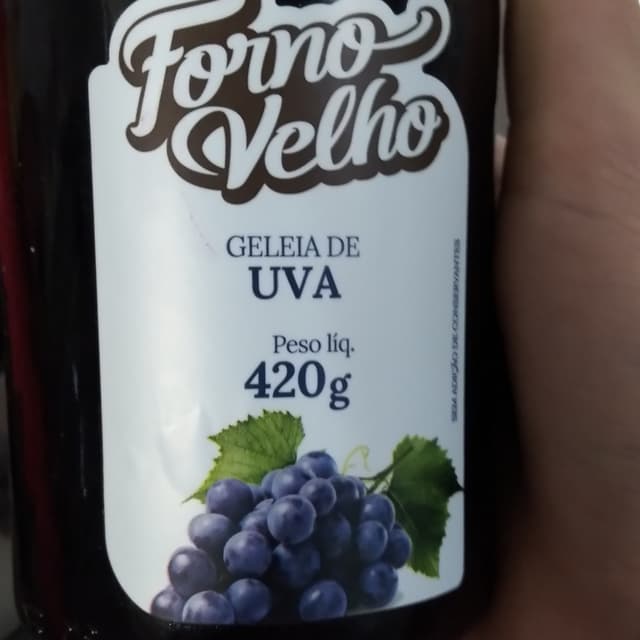 Forno
Velho
GELEIA DE
UVA
Peso líq.
420g
SEM ADIÇÃO DE CONSERVANTES